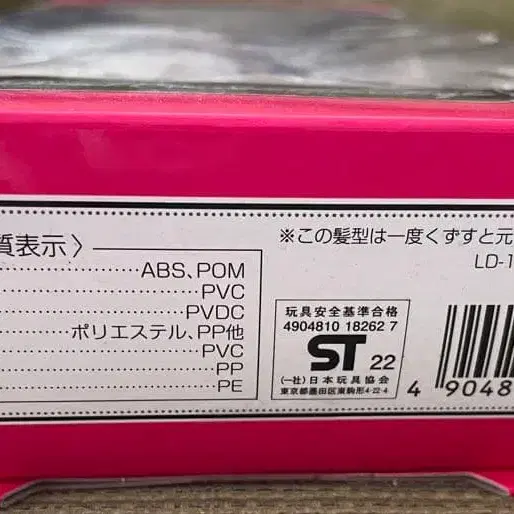 質表示〉
ABS、POM
PVC
PVDC
ポリエステル、PP他
PVC
PP
PE
※この髪型は一度くずすと元
LD-1
玩具安全基準合格
4904810 18262 7
ST 22
(一社)日本玩具協会
東京都墨田区東駒形4-22-4
4 9048